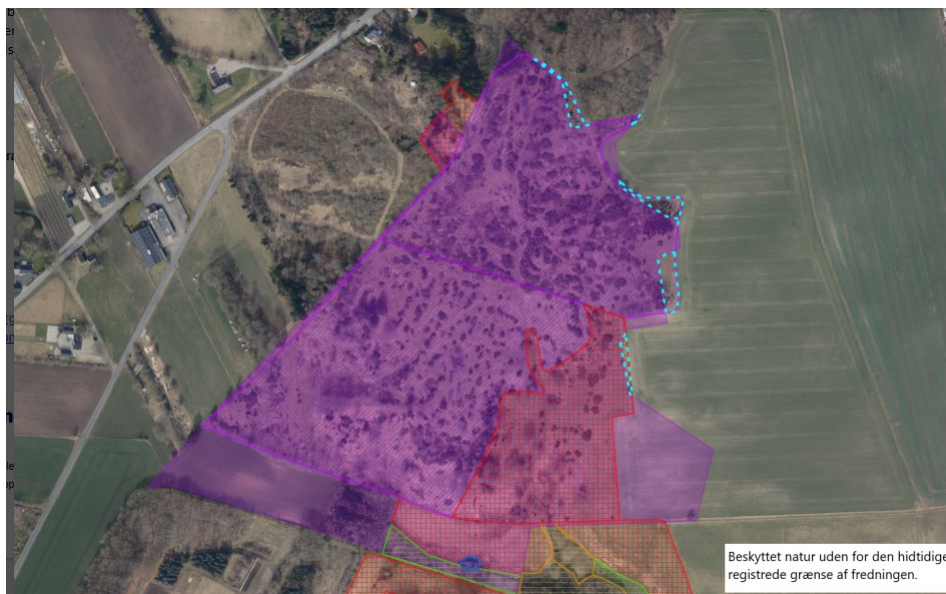 Beskyttet natur uden for den hidtidige
registrede grænse af fredningen.